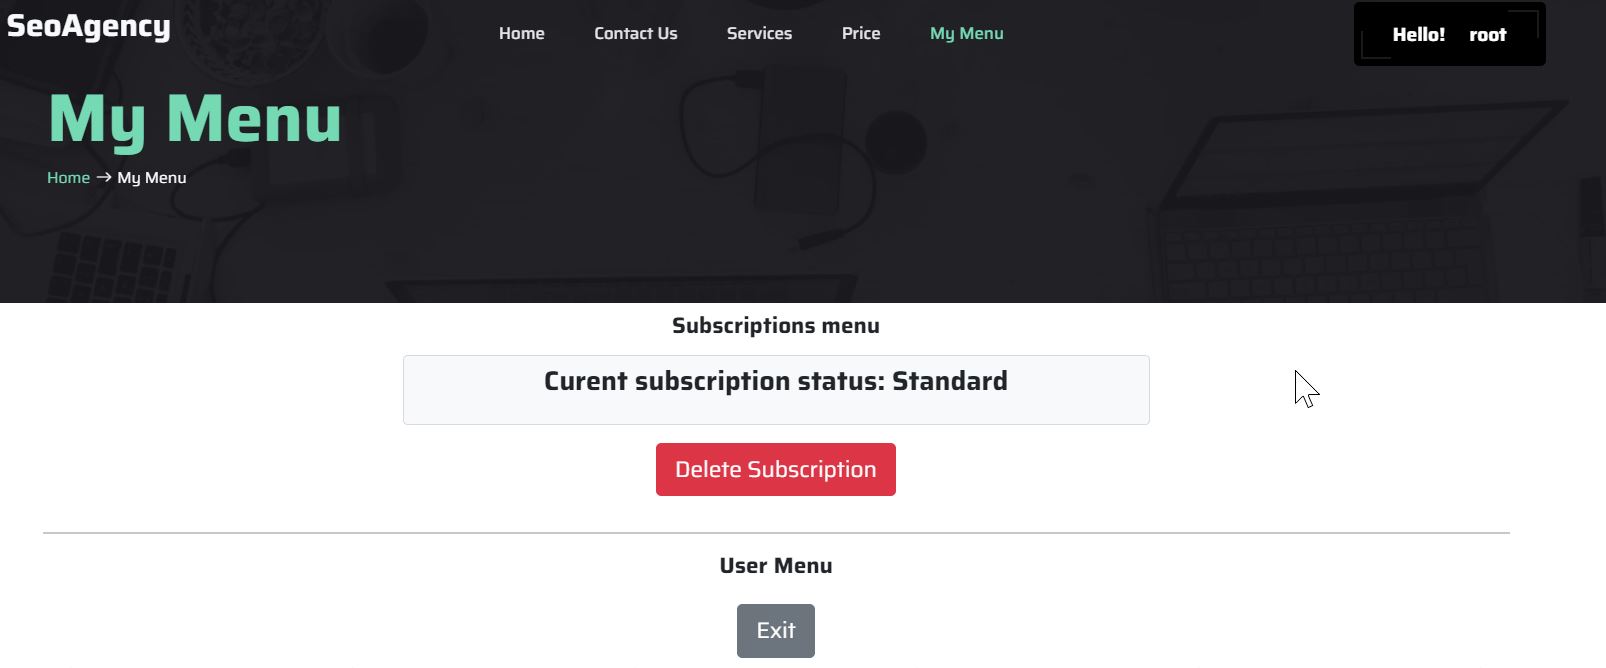 SeoAgency
Home Contact Us Services Price My Menu
Hello! root
My Menu
Home → My Menu
Subscriptions menu
Curent subscription status: Standard
Delete Subscription
User Menu
Exit